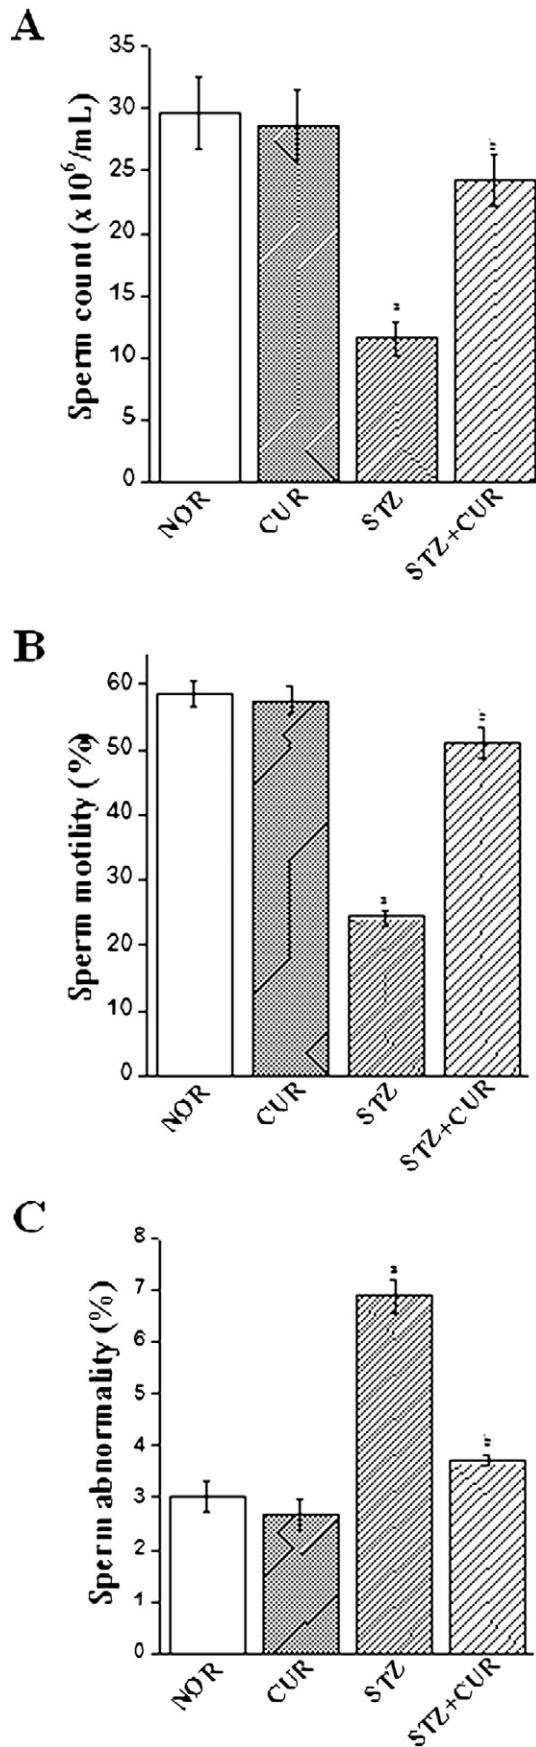 A
Sperm count (x10⁶/mL)
35
30
25
20
15
10
5
0
NOR
CUR
STZ
STZ+CUR
B
Sperm motility (%)
60
50
40
30
20
10
0
NOR
CUR
STZ
STZ+CUR
C
Sperm abnormality (%)
8
7
6
5
4
3
2
1
0
NOR
CUR
STZ
STZ+CUR